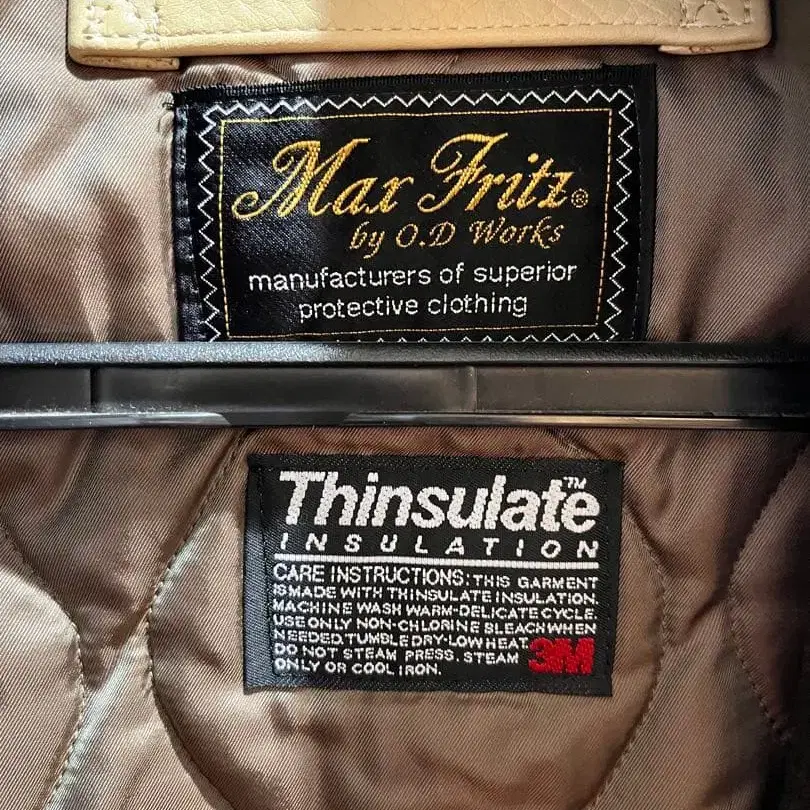 Max Fritz®
by O.D Works
manufacturers of superior
protective clothing
Thinsulate™
INSULATION
CARE INSTRUCTIONS: THIS GARMENT
IS MADE WITH THINSULATE INSULATION.
MACHINE WASH WARM-DELICATE CYCLE.
USE ONLY NON-CHLORINE BLEACH WHEN
NEEDED. TUMBLE DRY-LOW HEAT.
DO NOT STEAM PRESS. STEAM
ONLY OR COOL IRON.
3M